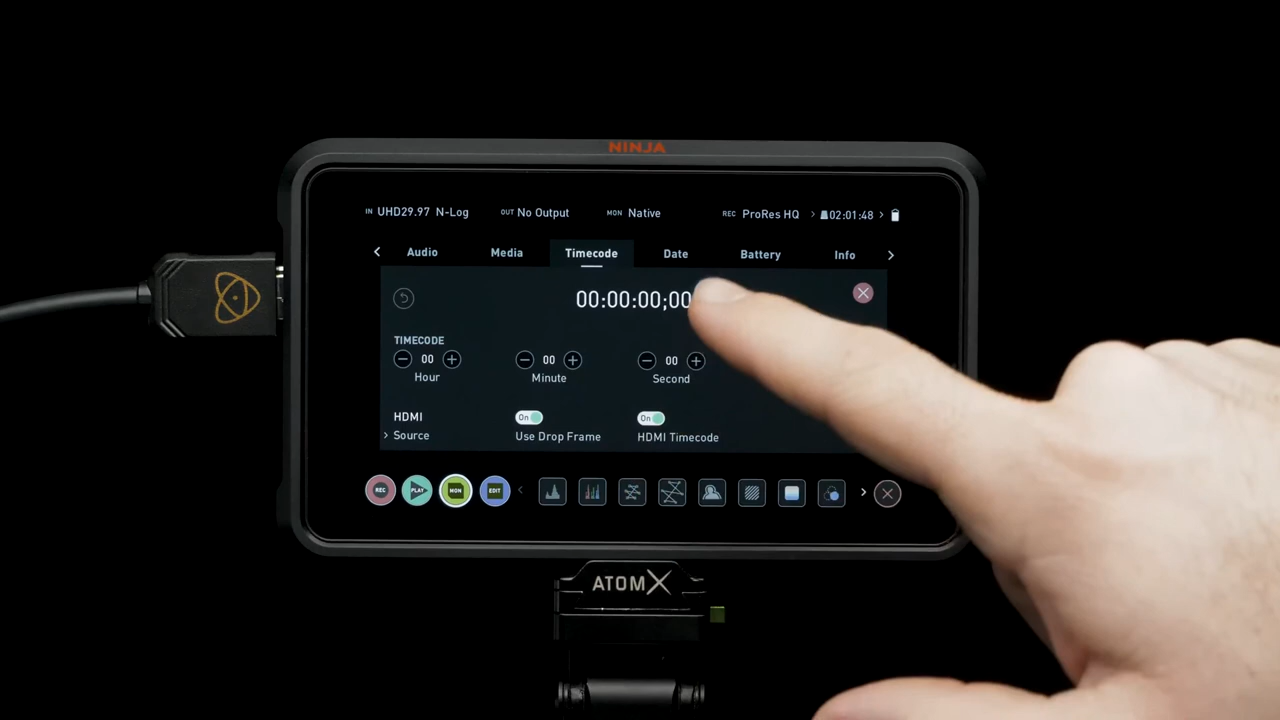 NINJA
IN UHD29.97 N-Log OUT No Output MON Native REC ProRes HQ 02:01:48
Audio Media Timecode Date Battery Info
00:00:00;00
TIMECODE
00 00 00
Hour Minute Second
HDMI On On
Source Use Drop Frame HDMI Timecode
REC PLAY MON EDIT
ATOMX